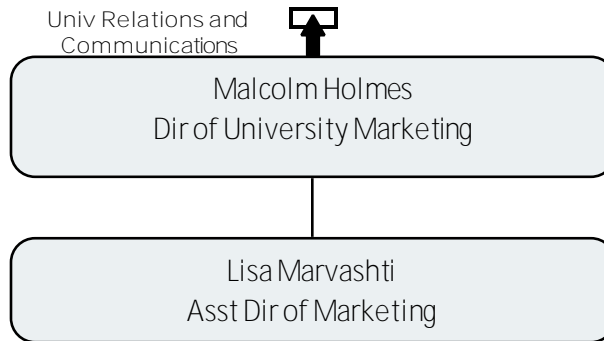 Univ Relations and
Communications
Malcolm Holmes
Dir of University Marketing
Lisa Marvashti
Asst Dir of Marketing